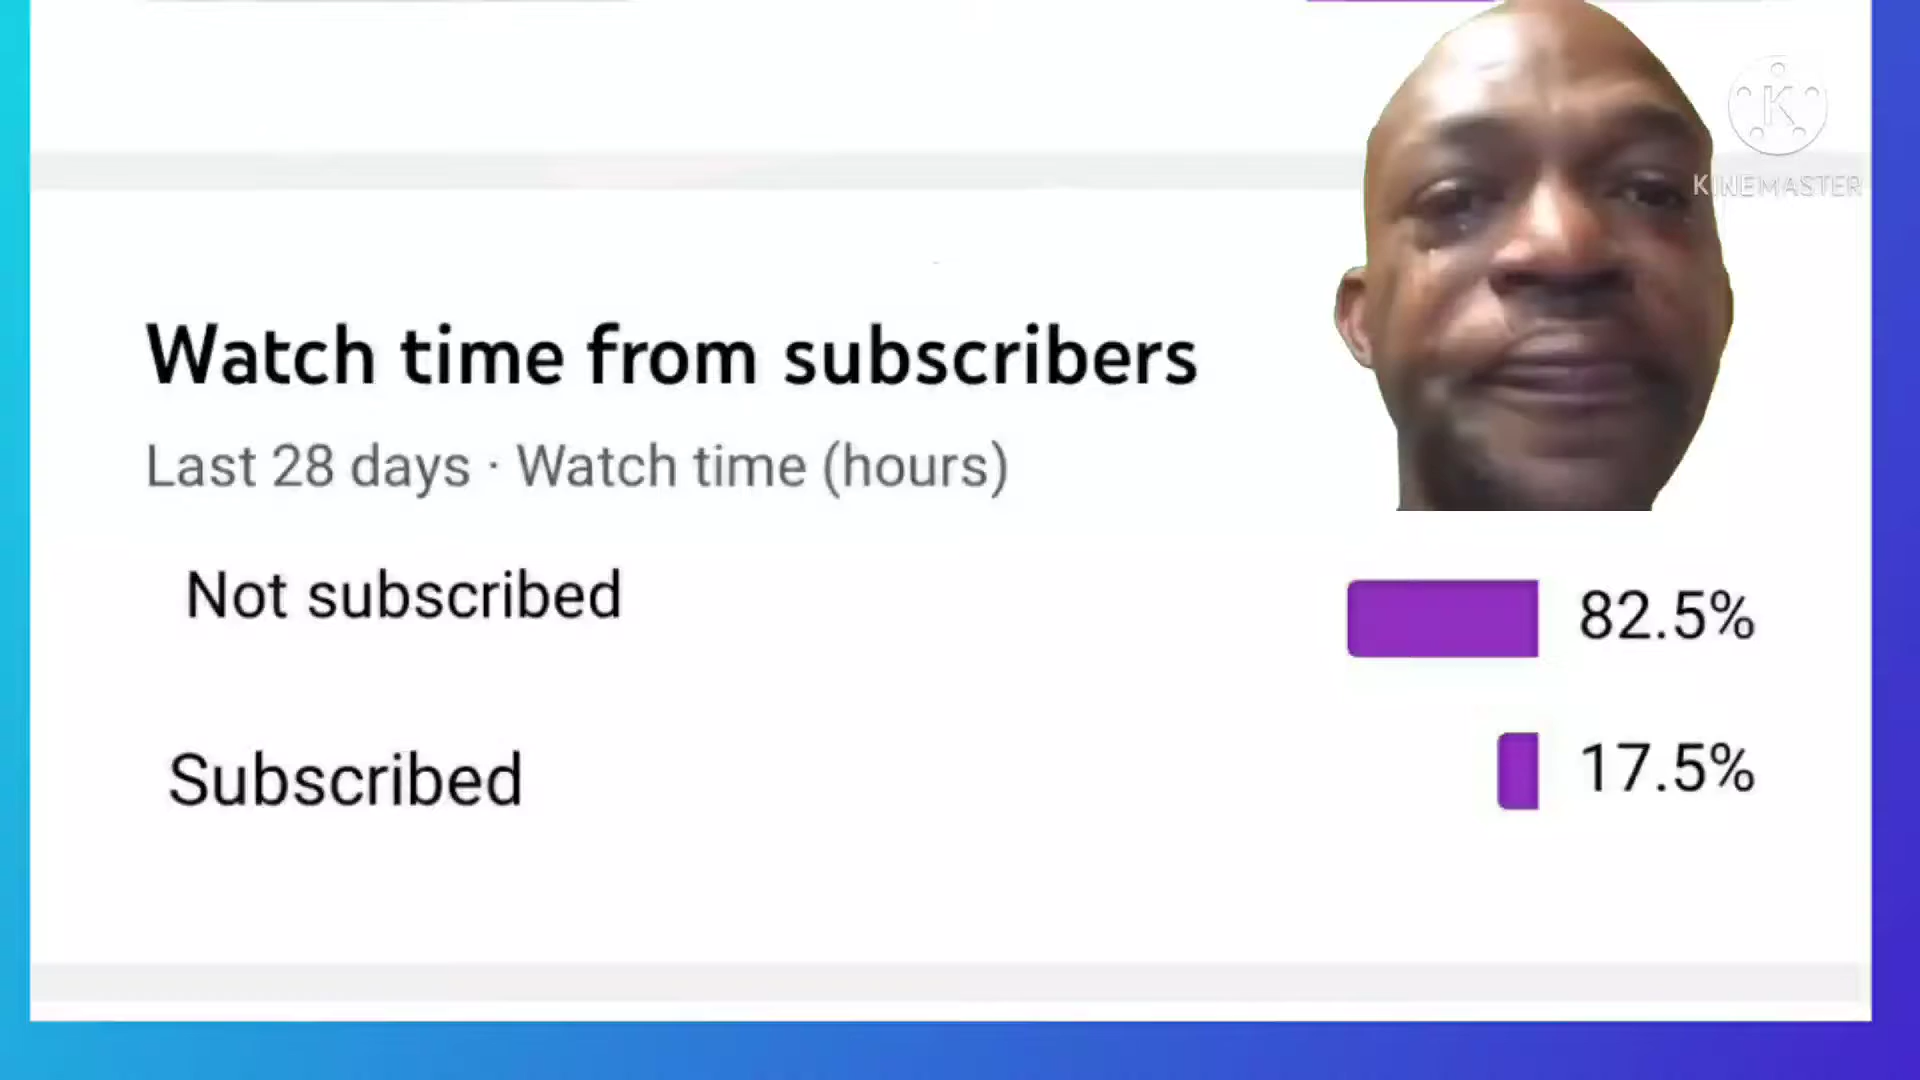 K
KINEMASTER
Watch time from subscribers
Last 28 days · Watch time (hours)
Not subscribed 82.5%
Subscribed 17.5%